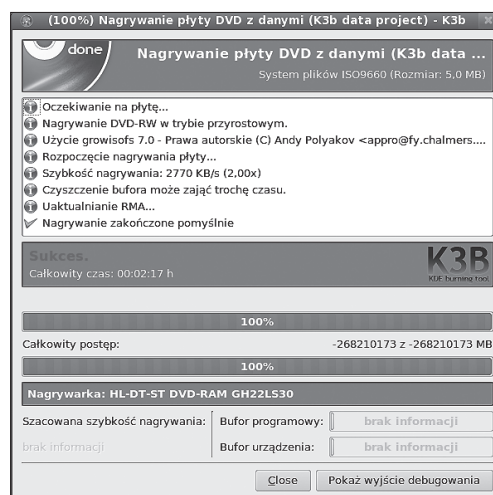 (100%) Nagrywanie płyty DVD z danymi (K3b data project) - K3b
done
Nagrywanie płyty DVD z danymi (K3b data ...
System plików ISO9660 (Rozmiar: 5,0 MB)
Oczekiwanie na płytę...
Nagrywanie DVD-RW w trybie przyrostowym.
Użycie growisofs 7.0 - Prawa autorskie (C) Andy Polyakov <appro@fy.chalmers....
Rozpoczęcie nagrywania płyty...
Szybkość nagrywania: 2770 KB/s (2,00x)
Czyszczenie bufora może zająć trochę czasu.
Uaktualnianie RMA...
Nagrywanie zakończone pomyślnie
Sukces.
Całkowity czas: 00:02:17 h
K3B
KDE burning tool
100%
Całkowity postęp: -268210173 z -268210173 MB
100%
Nagrywarka: HL-DT-ST DVD-RAM GH22LS30
Szacowana szybkość nagrywania: Bufor programowy: brak informacji
brak informacji Bufor urządzenia: brak informacji
Close Pokaż wyjście debugowania